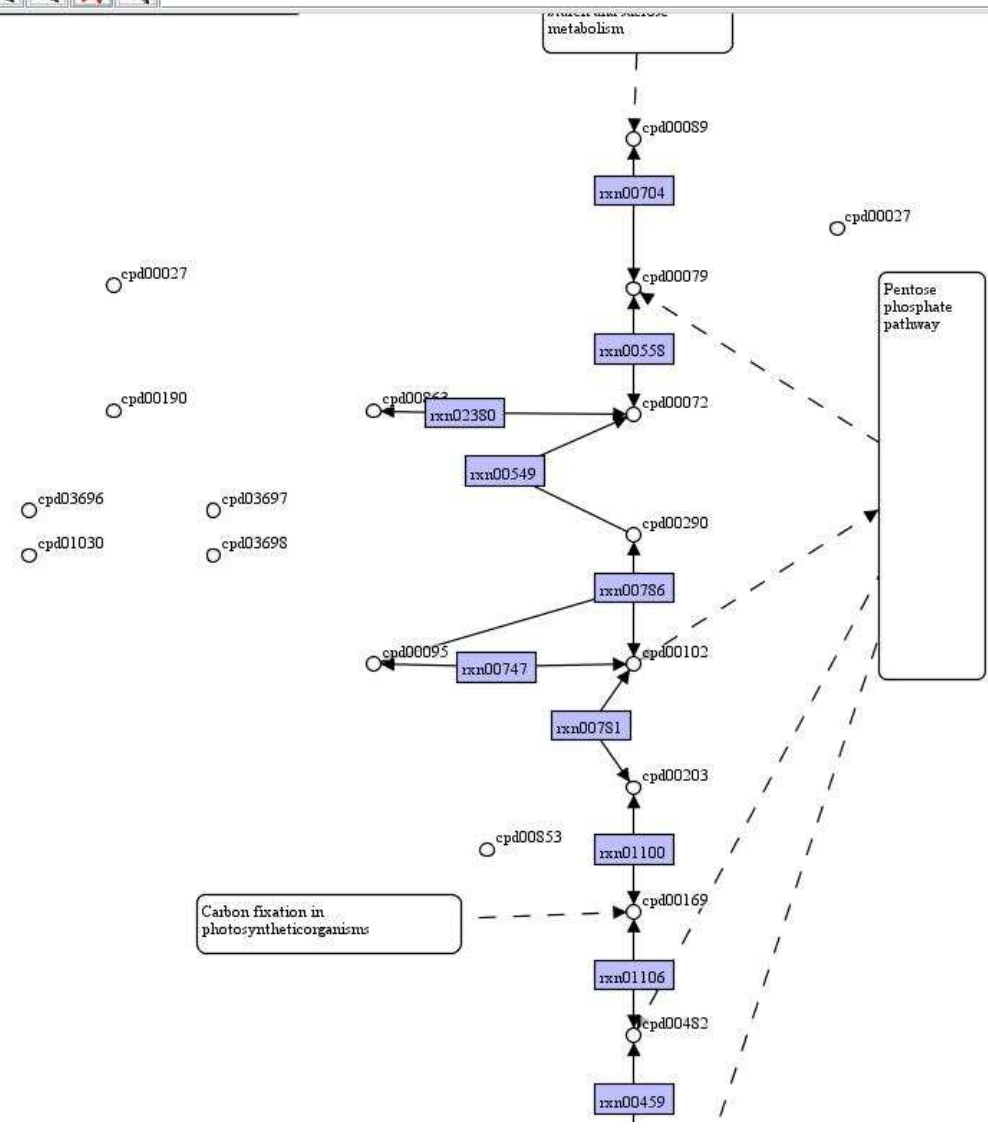 metabolism
cpd00089
rxn00704
cpd00027
cpd00027
cpd00079
Pentose
phosphate
pathway
rxn00558
cpd00190
rxn02380
cpd00072
rxn00549
cpd03696
cpd03697
cpd00290
cpd01030
cpd03698
rxn00786
cpd00095
rxn00747
cpd00102
rxn00781
cpd00203
cpd00853
rxn01100
cpd00169
Carbon fixation in
photosyntheticorganisms
rxn01106
cpd00482
rxn00459